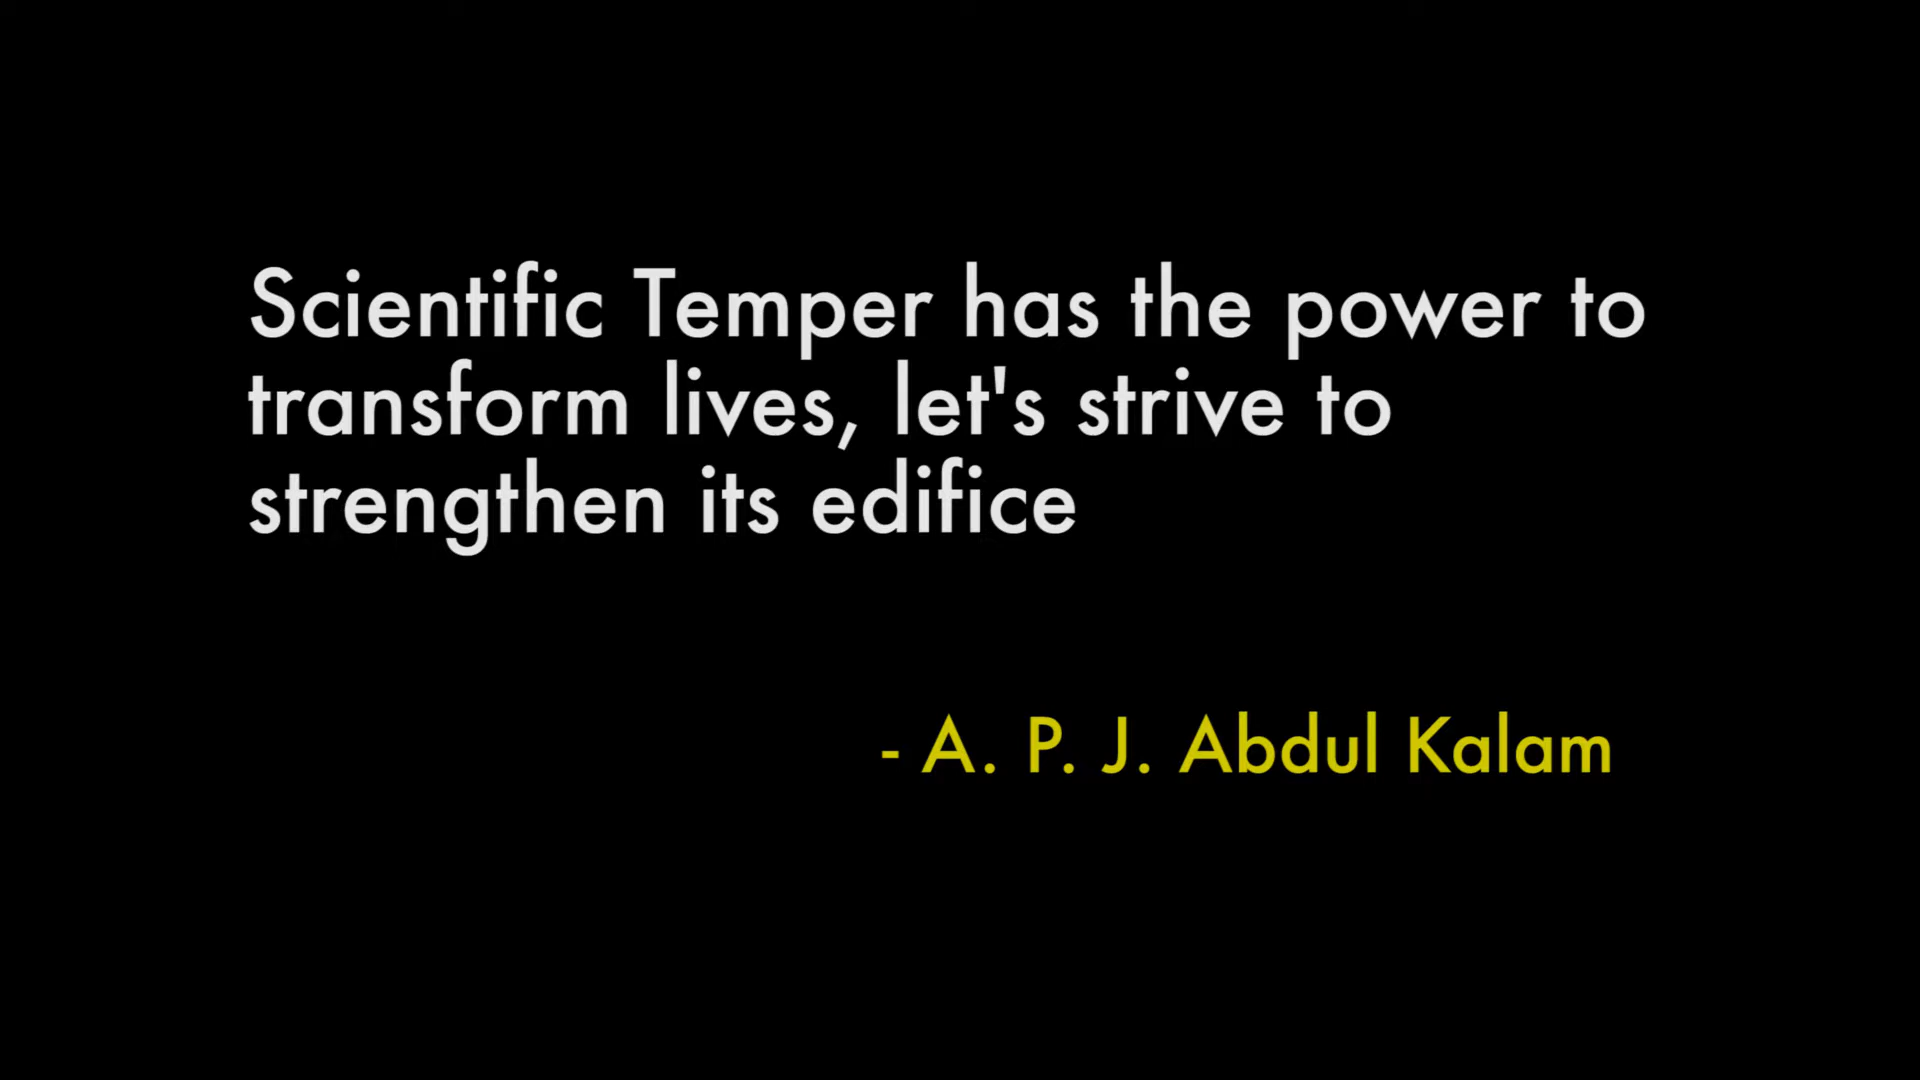 Scientific Temper has the power to
transform lives, let's strive to
strengthen its edifice
- A. P. J. Abdul Kalam